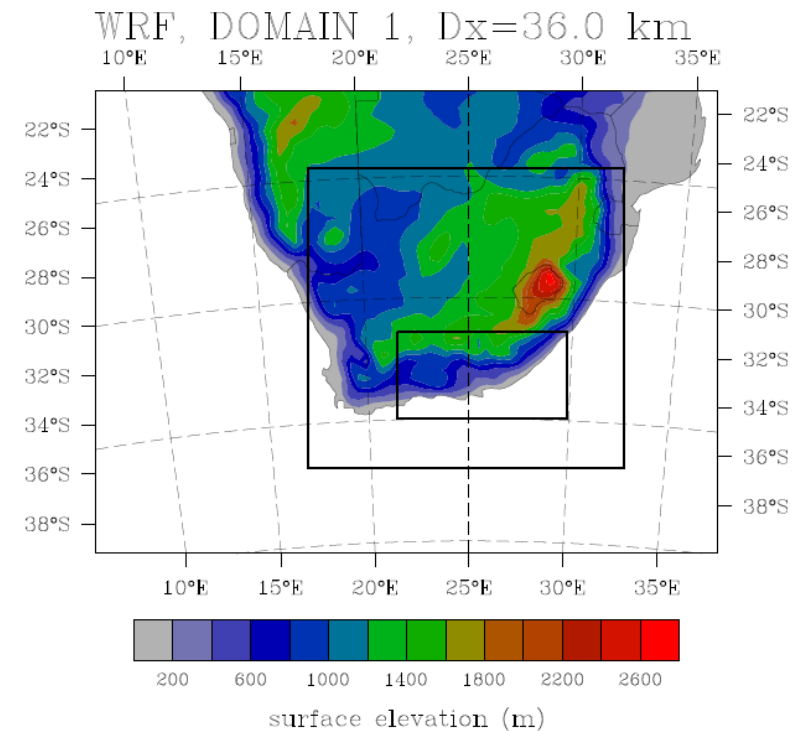 WRF, DOMAIN 1, Dx=36.0 km
10°E 15°E 20°E 25°E 30°E 35°E
22°S 22°S
24°S 24°S
26°S 26°S
28°S 28°S
30°S 30°S
32°S 32°S
34°S 34°S
36°S 36°S
38°S 38°S
10°E 15°E 20°E 25°E 30°E 35°E
200 600 1000 1400 1800 2200 2600
surface elevation (m)